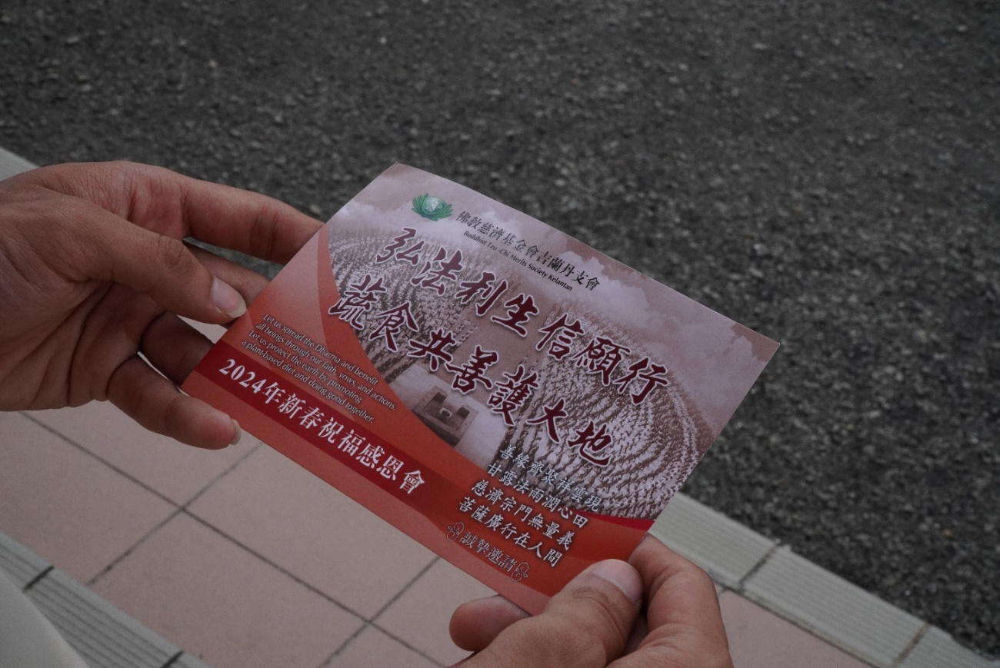 佛教慈濟基金會吉蘭丹支會
Buddhist Tzu-Chi Merits Society Kelantan
弘法利生信願行
蔬食共善護大地
Let us spread the Dharma and benefit
all beings through our faith, vows, and actions.
Let us protect the earth by promoting
a plant-based diet and doing good together.
2024年新春祝福感恩會
善緣齊聚祥雲現
甘露法雨潤心田
慈濟宗門無量義
菩薩廣行在人間
誠摯邀請